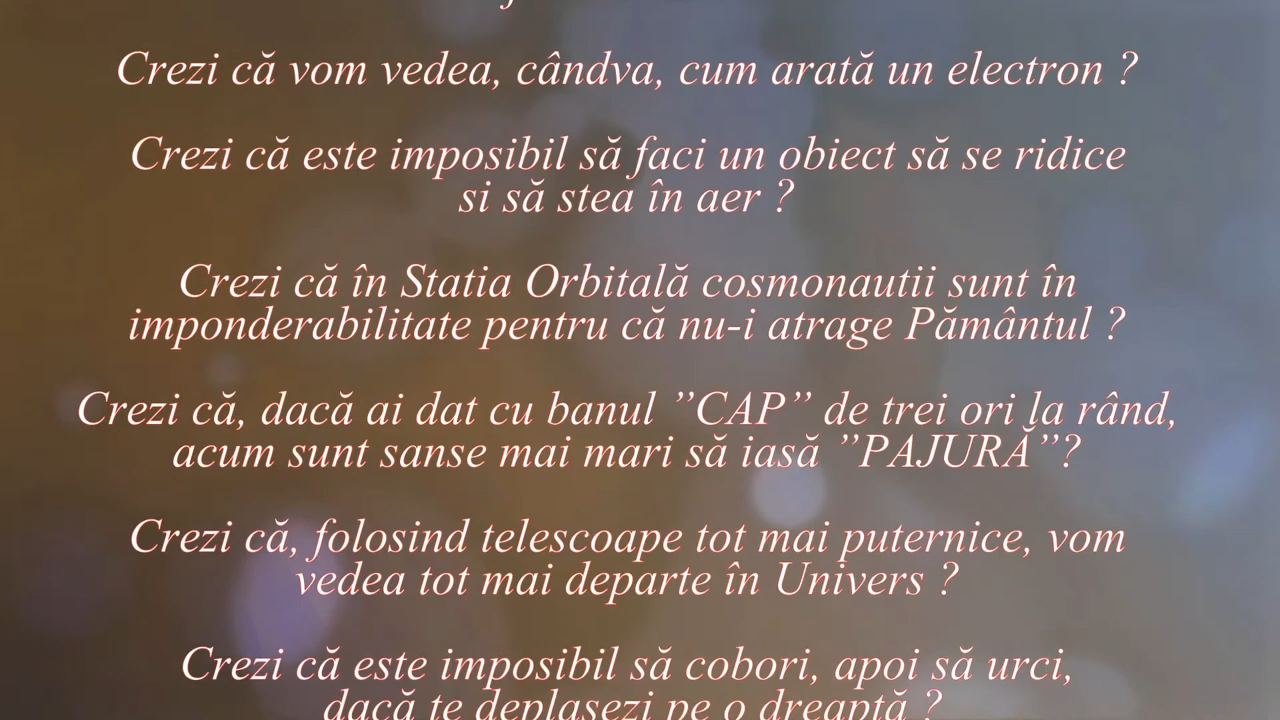 Crezi că vom vedea, cândva, cum arată un electron ?
Crezi că este imposibil să faci un obiect să se ridice
si să stea în aer ?
Crezi că în Statia Orbitală cosmonautii sunt în
imponderabilitate pentru că nu-i atrage Pământul ?
Crezi că, dacă ai dat cu banul ”CAP” de trei ori la rând,
acum sunt sanse mai mari să iasă ”PAJURĂ”?
Crezi că, folosind telescoape tot mai puternice, vom
vedea tot mai departe în Univers ?
Crezi că este imposibil să cobori, apoi să urci,
dacă te deplasezi pe o dreaptă ?